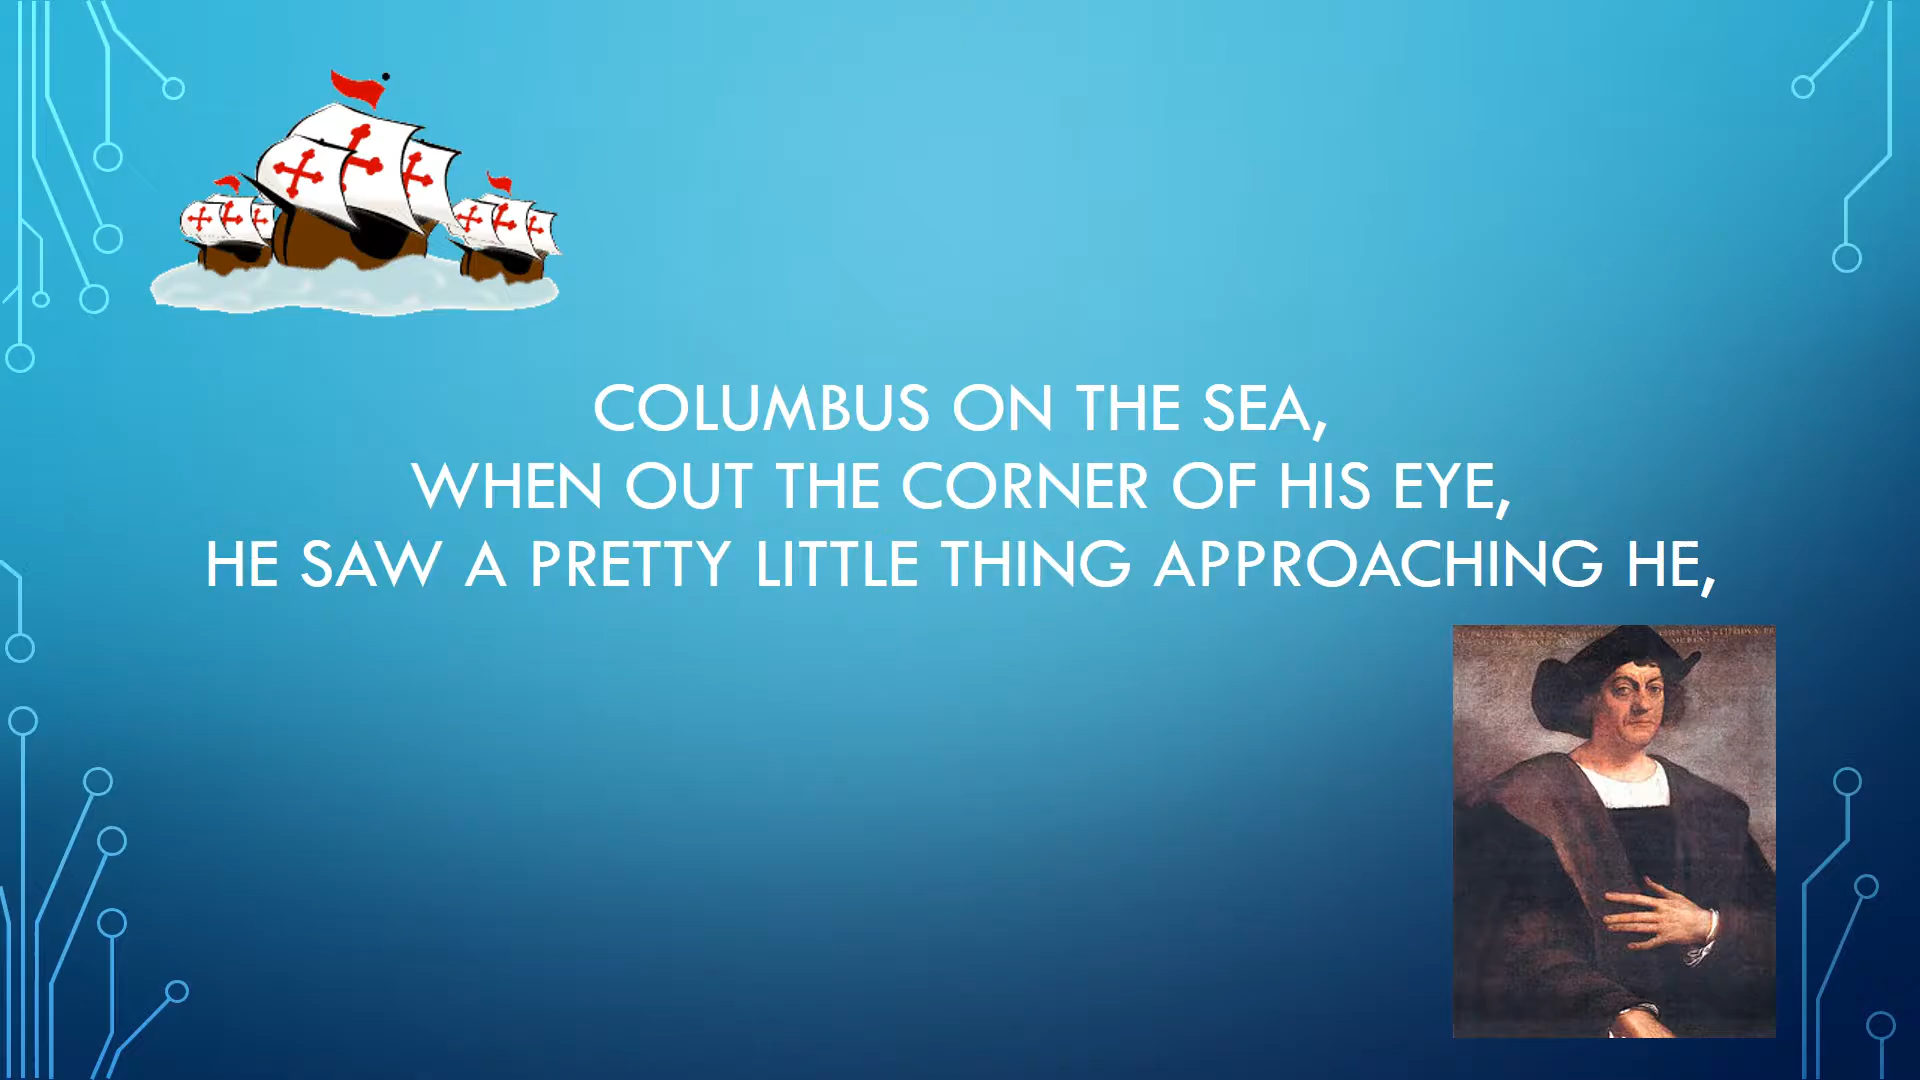 COLUMBUS ON THE SEA,
WHEN OUT THE CORNER OF HIS EYE,
HE SAW A PRETTY LITTLE THING APPROACHING HE,